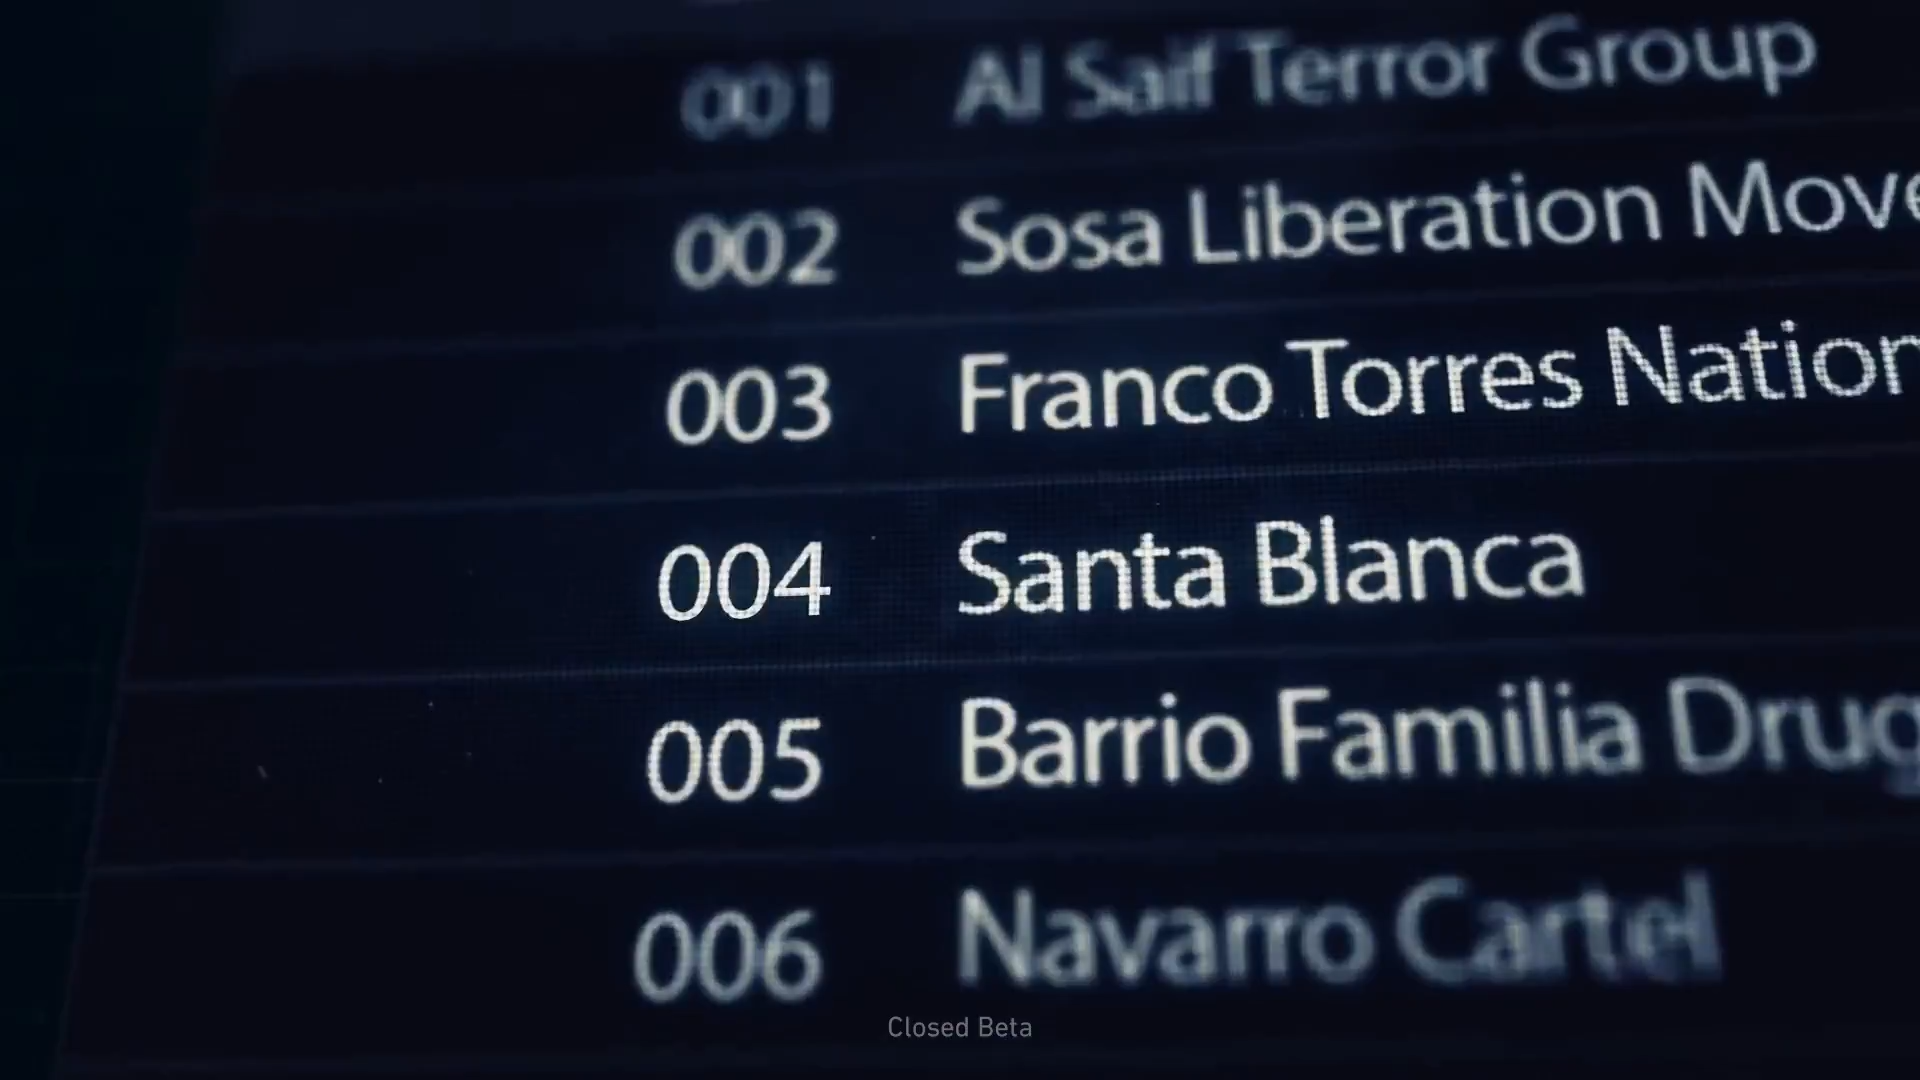 001 Al Saif Terror Group
002 Sosa Liberation Move
003 Franco Torres Nation
004 Santa Blanca
005 Barrio Familia Drug
006 Navarro Cartel
Closed Beta